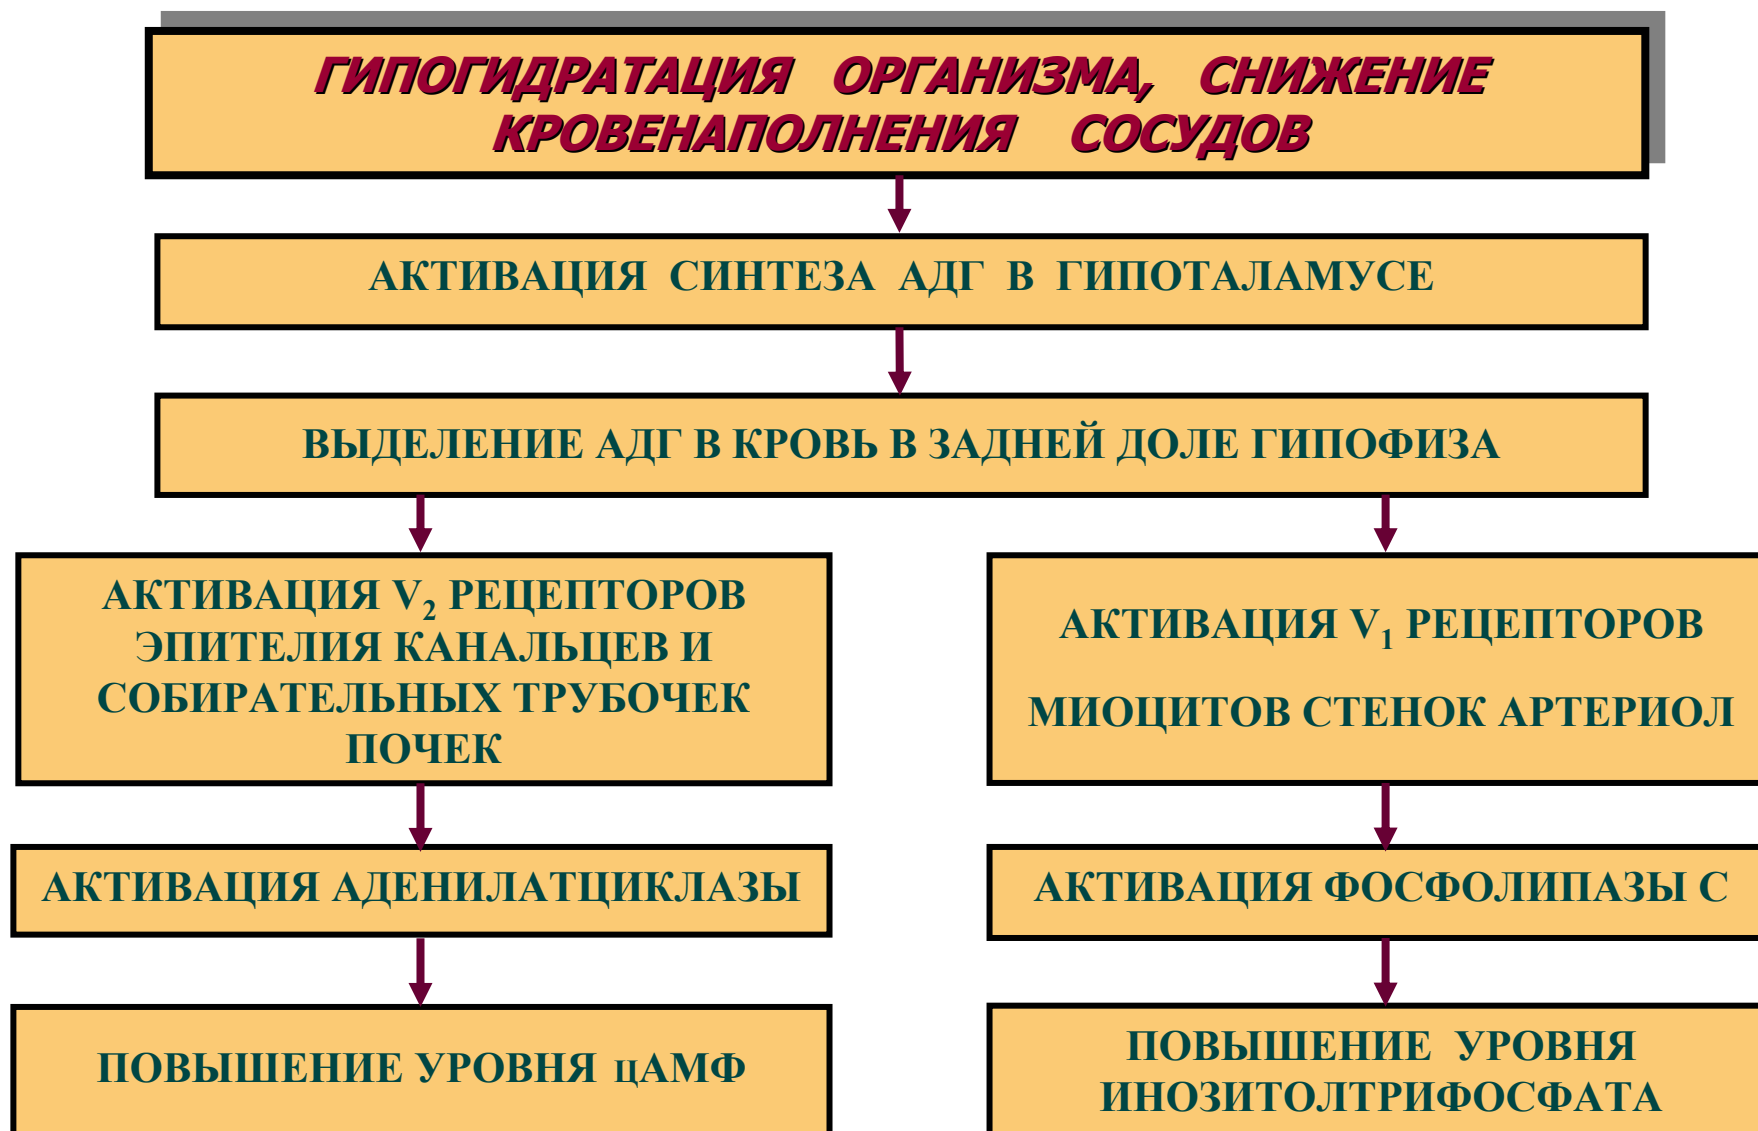 ГИПОГИДРАТАЦИЯ ОРГАНИЗМА, СНИЖЕНИЕ
КРОВЕНАПОЛНЕНИЯ СОСУДОВ
АКТИВАЦИЯ СИНТЕЗА АДГ В ГИПОТАЛАМУСЕ
ВЫДЕЛЕНИЕ АДГ В КРОВЬ В ЗАДНЕЙ ДОЛЕ ГИПОФИЗА
АКТИВАЦИЯ V₂ РЕЦЕПТОРОВ
ЭПИТЕЛИЯ КАНАЛЬЦЕВ И
СОБИРАТЕЛЬНЫХ ТРУБОЧЕК
ПОЧЕК
АКТИВАЦИЯ V₁ РЕЦЕПТОРОВ
МИОЦИТОВ СТЕНОК АРТЕРИОЛ
АКТИВАЦИЯ АДЕНИЛАТЦИКЛАЗЫ
АКТИВАЦИЯ ФОСФОЛИПАЗЫ С
ПОВЫШЕНИЕ УРОВНЯ цАМФ
ПОВЫШЕНИЕ УРОВНЯ
ИНОЗИТОЛТРИФОСФАТА